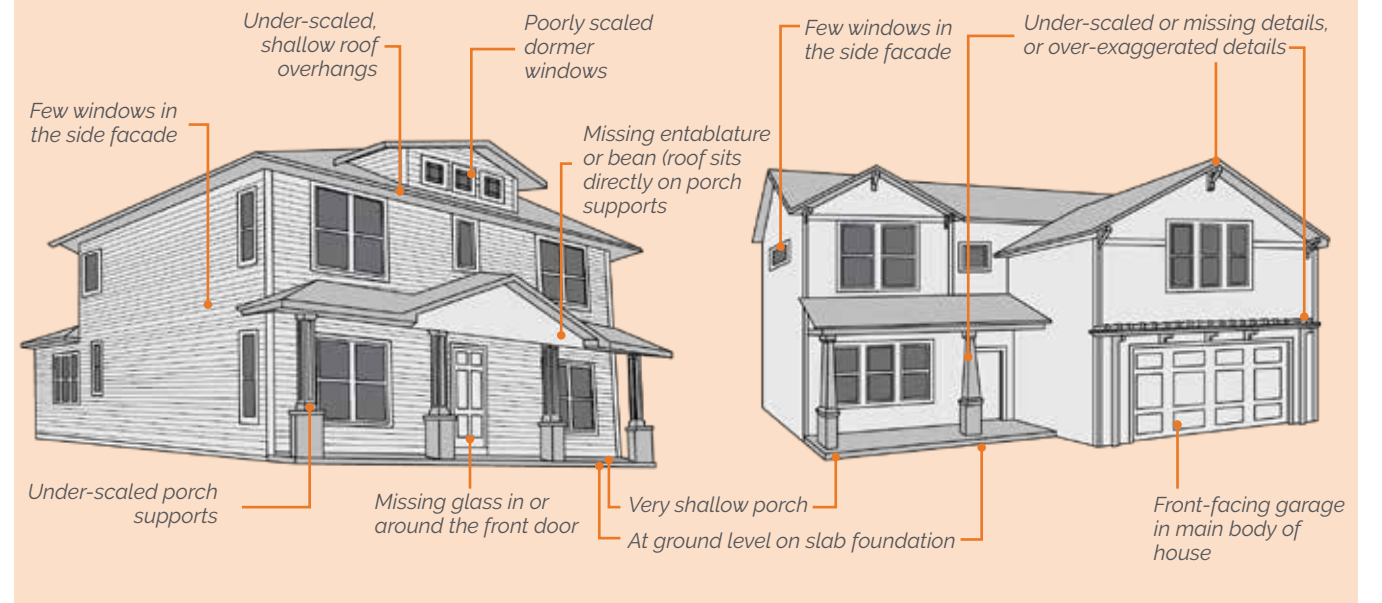 Under-scaled,
shallow roof
overhangs
Poorly scaled
dormer
windows
Few windows in
the side facade
Under-scaled or missing details,
or over-exaggerated details
Few windows in
the side facade
Missing entablature
or bean (roof sits
directly on porch
supports
Under-scaled porch
supports
Missing glass in or
around the front door
Very shallow porch
At ground level on slab foundation
Front-facing garage
in main body of
house